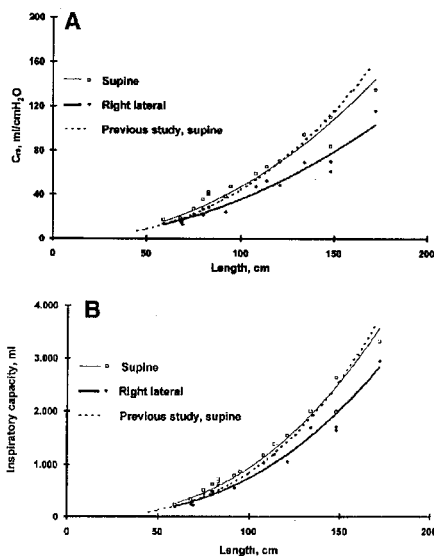 A
200
160
120
80
40
0
Crs, ml/cmH2O
Supine
Right lateral
Previous study, supine
0
50
100
150
200
Length, cm
B
4.000
3.000
2.000
1.000
0
Inspiratory capacity, ml
Supine
Right lateral
Previous study, supine
0
50
100
150
200
Length, cm